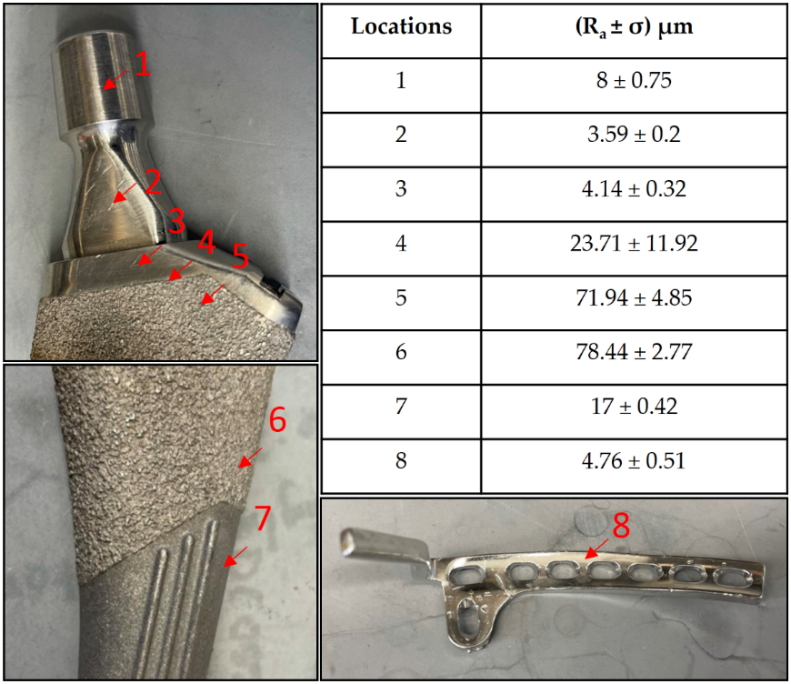 Locations (Ra ± σ) µm
1 8 ± 0.75
2 3.59 ± 0.2
3 4.14 ± 0.32
4 23.71 ± 11.92
5 71.94 ± 4.85
6 78.44 ± 2.77
7 17 ± 0.42
8 4.76 ± 0.51
1
2
3
4
5
6
7
8